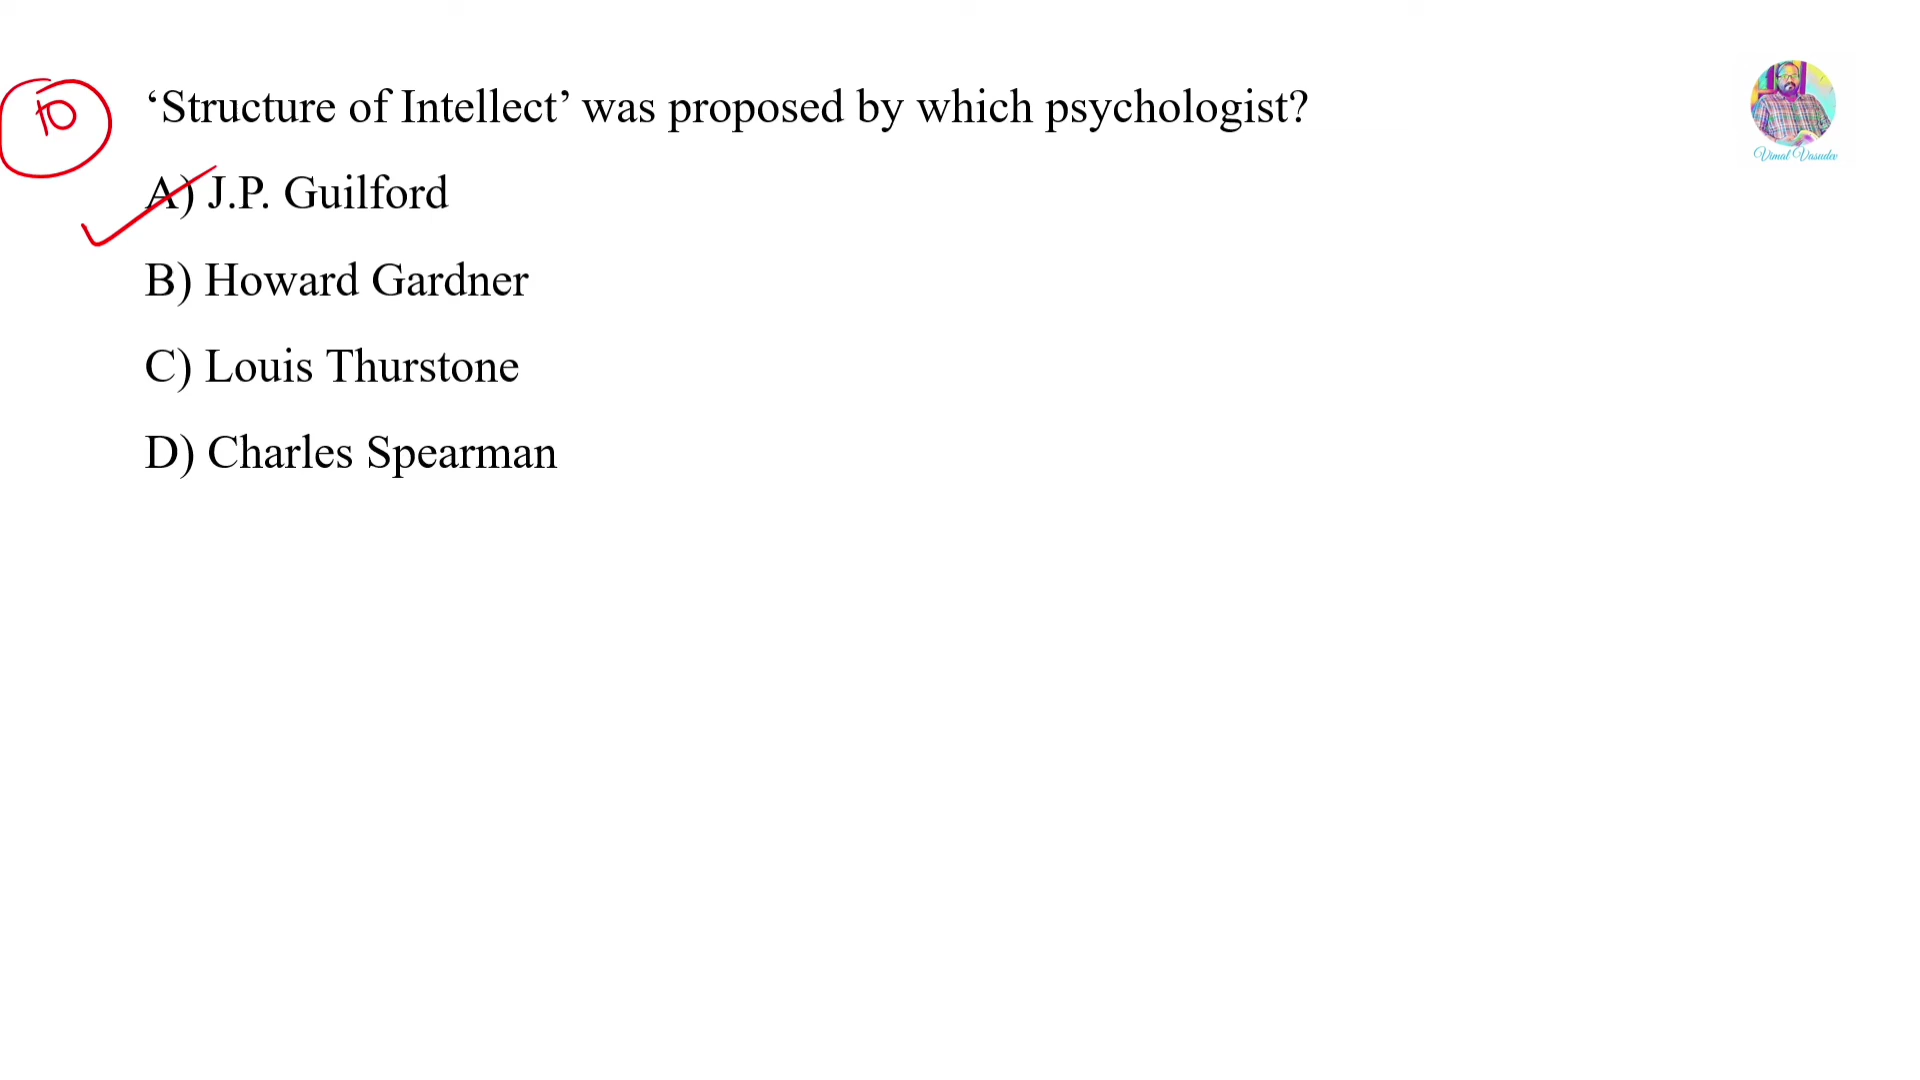 10
‘Structure of Intellect’ was proposed by which psychologist?
A) J.P. Guilford
B) Howard Gardner
C) Louis Thurstone
D) Charles Spearman
Vimal Vasudev